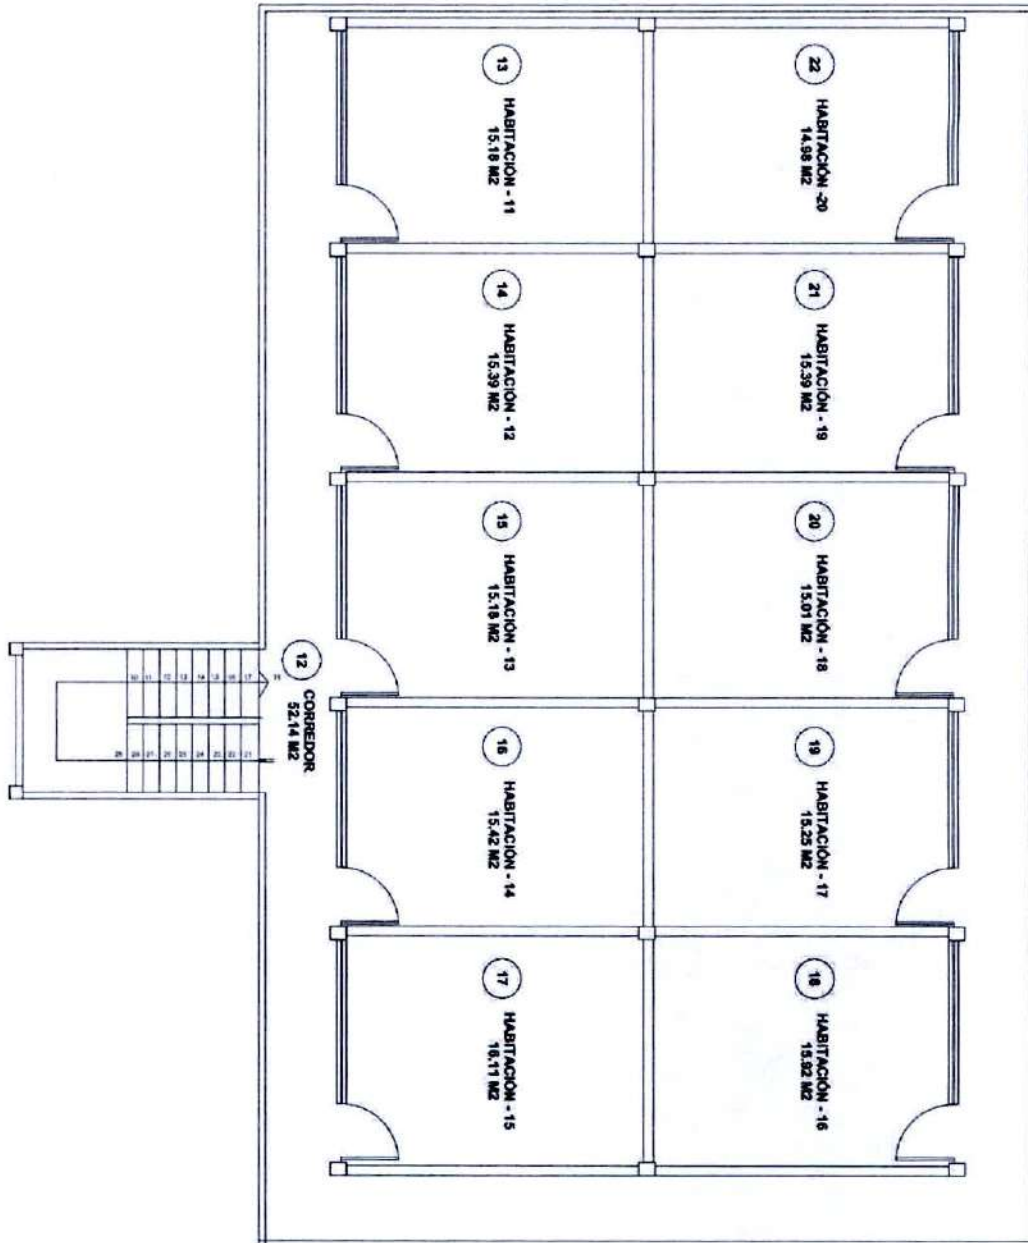 13
HABITACIÓN - 11
15.18 M2
22
HABITACIÓN -20
14.98 M2
14
HABITACIÓN - 12
15.39 M2
21
HABITACIÓN - 19
15.39 M2
15
HABITACIÓN - 13
15.18 M2
20
HABITACIÓN - 18
15.01 M2
12
CORREDOR
52.14 M2
16
HABITACIÓN - 14
15.42 M2
19
HABITACIÓN - 17
15.25 M2
17
HABITACIÓN - 15
16.11 M2
18
HABITACIÓN - 16
15.92 M2